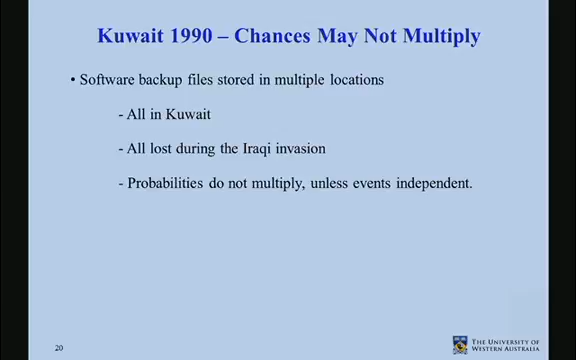 Kuwait 1990 – Chances May Not Multiply
• Software backup files stored in multiple locations
- All in Kuwait
- All lost during the Iraqi invasion
- Probabilities do not multiply, unless events independent.
20
THE UNIVERSITY OF
WESTERN AUSTRALIA